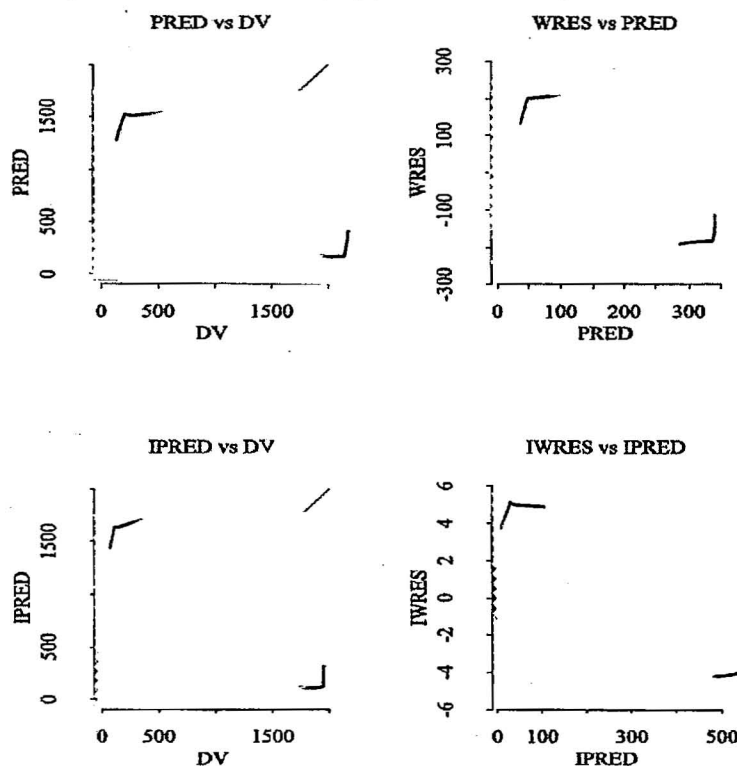 PRED vs DV
PRED
1500
500
0
0
500
1500
DV
WRES vs PRED
WRES
300
100
-100
-300
0
100
200
300
PRED
IPRED vs DV
IPRED
1500
500
0
0
500
1500
DV
IWRES vs IPRED
IWRES
6
4
2
0
-2
-4
-6
0
100
300
500
IPRED